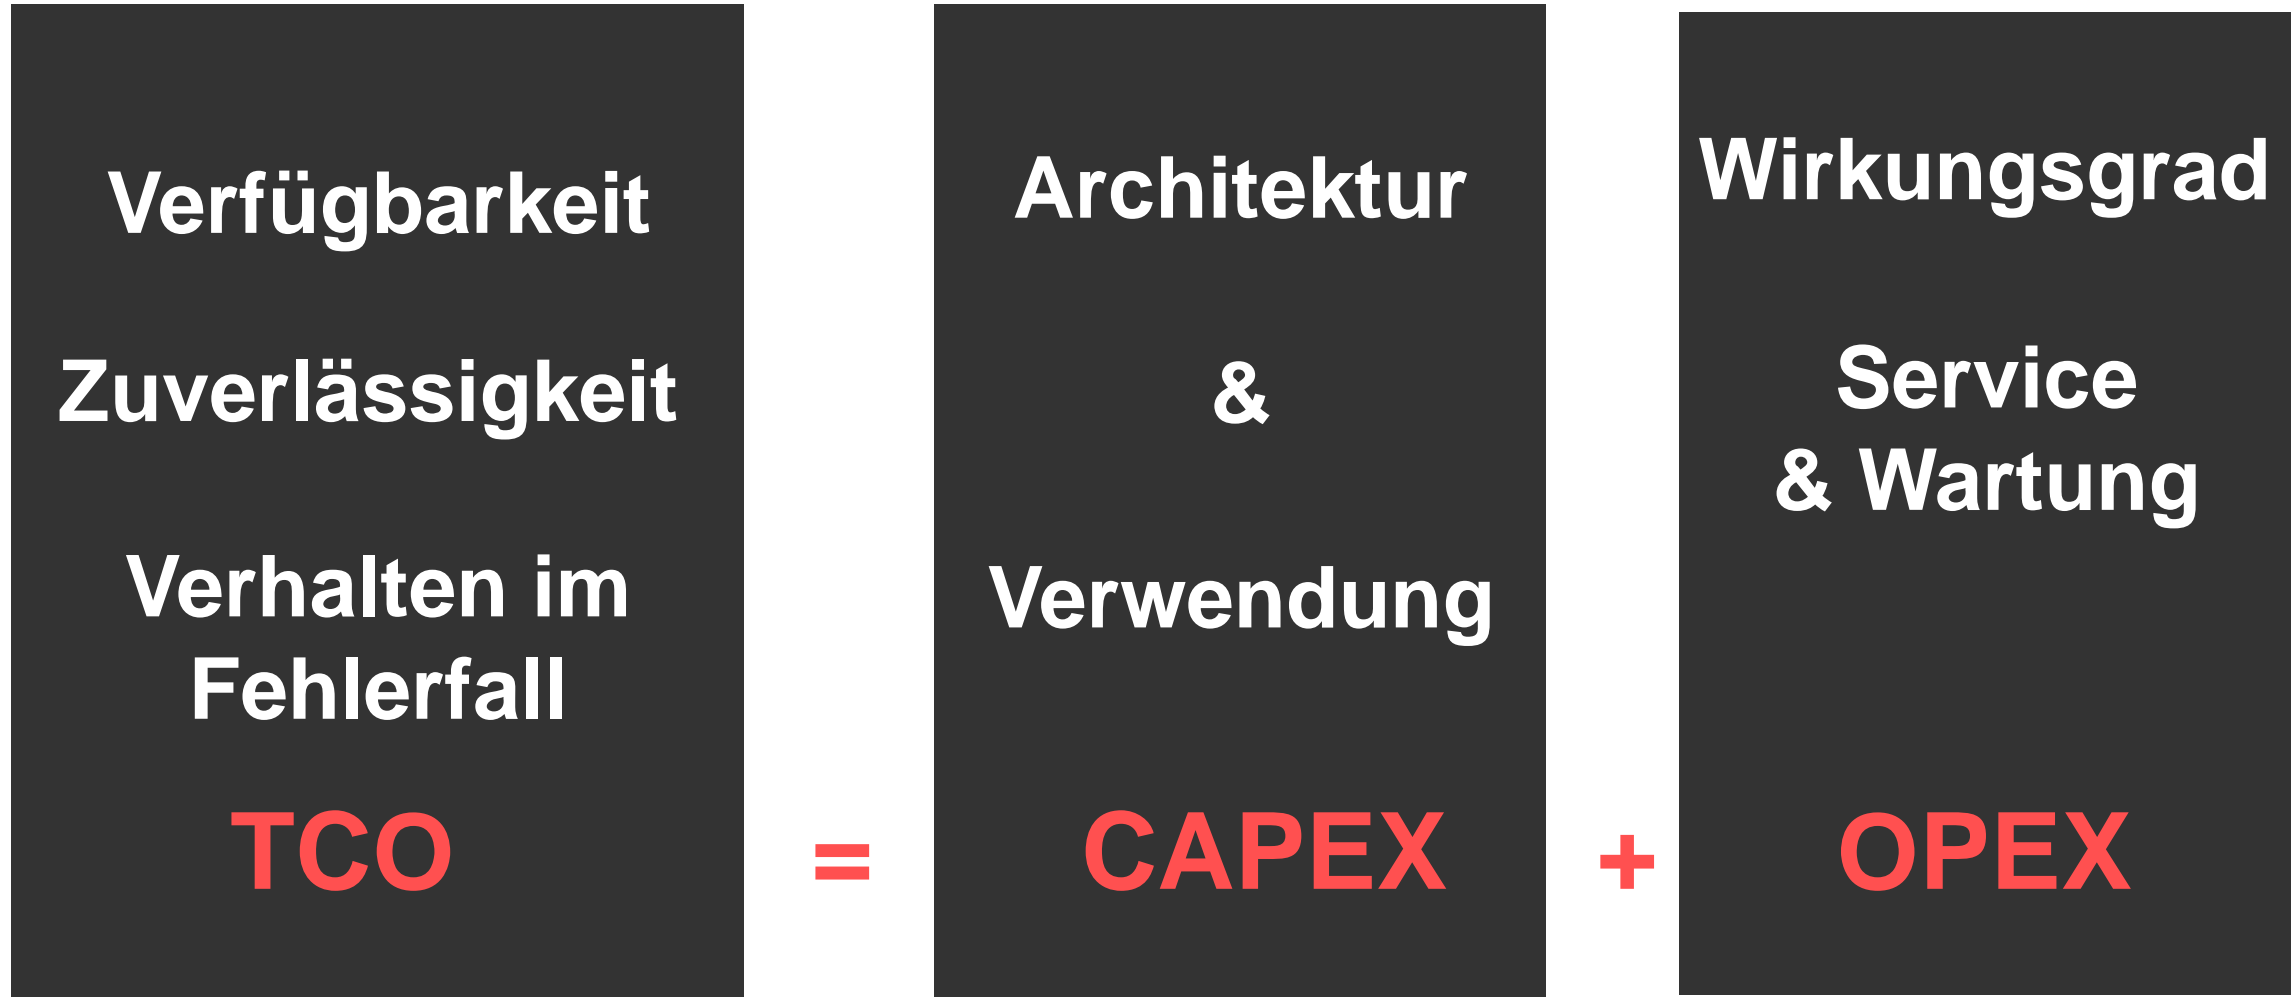 Verfügbarkeit
Zuverlässigkeit
Verhalten im
Fehlerfall
TCO
=
Architektur
&
Verwendung
CAPEX
+
Wirkungsgrad
Service
& Wartung
OPEX